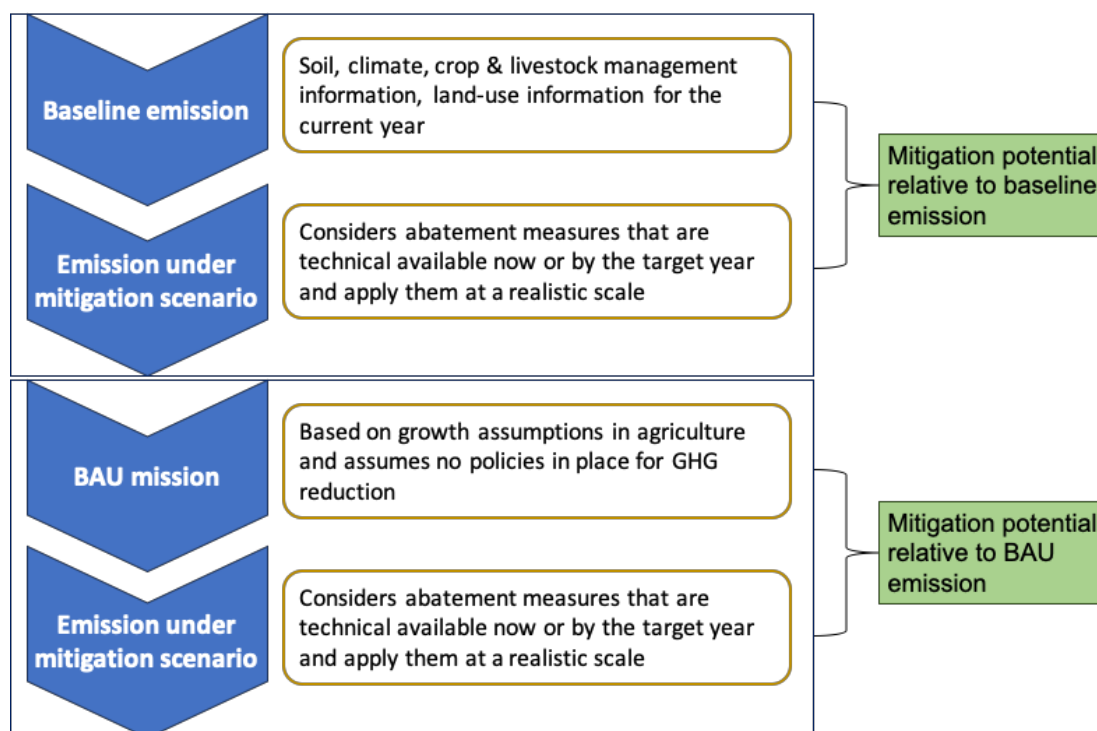 Baseline emission
Soil, climate, crop & livestock management
information, land-use information for the
current year
Emission under
mitigation scenario
Considers abatement measures that are
technical available now or by the target year
and apply them at a realistic scale
Mitigation potential
relative to baseline
emission
BAU mission
Based on growth assumptions in agriculture
and assumes no policies in place for GHG
reduction
Emission under
mitigation scenario
Considers abatement measures that are
technical available now or by the target year
and apply them at a realistic scale
Mitigation potential
relative to BAU
emission